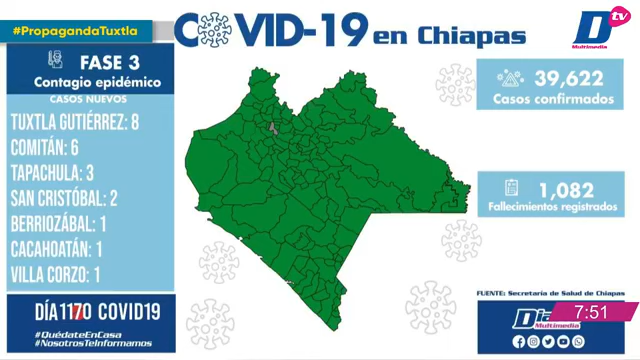 #PropagandaTuxtla
COVID-19 en Chiapas
D tv
Multimedia
FASE 3
Contagio epidémico
CASOS NUEVOS
TUXTLA GUTIÉRREZ: 8
COMITÁN: 6
TAPACHULA: 3
SAN CRISTÓBAL: 2
BERRIOZÁBAL: 1
CACAHOATÁN: 1
VILLA CORZO: 1
DÍA COVID19
#QuédateEnCasa
#NosotrosTeInformamos
39,622
Casos confirmados
1,082
Fallecimientos registrados
FUENTE: Secretaría de Salud de Chiapas
7:51
Multimedia